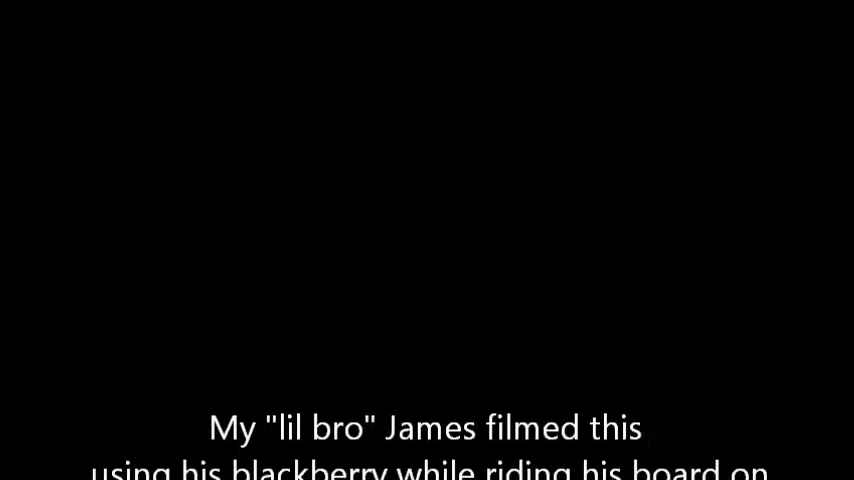 My "lil bro" James filmed this
using his blackberry while riding his board on